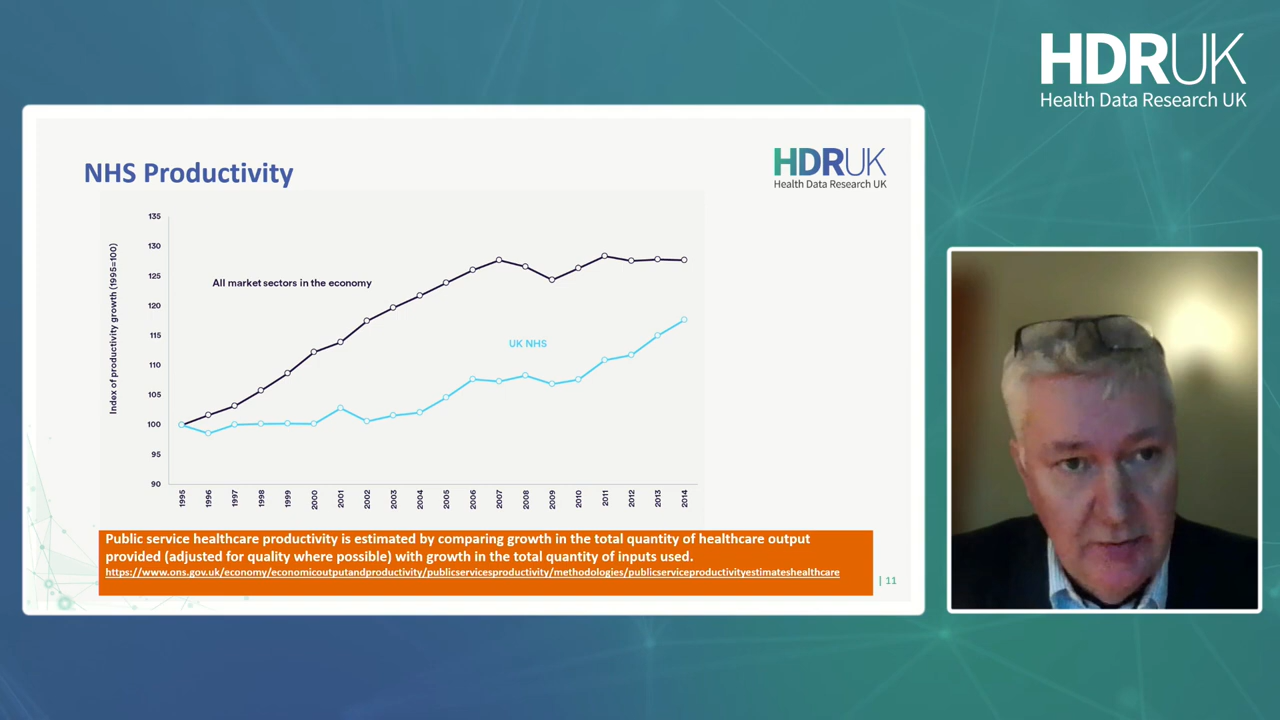 HDRUK
Health Data Research UK
NHS Productivity
HDRUK
Health Data Research UK
Index of productivity growth (1995=100)
135
130
125
120
115
110
105
100
95
90
All market sectors in the economy
UK NHS
1995 1996 1997 1998 1999 2000 2001 2002 2003 2004 2005 2006 2007 2008 2009 2010 2011 2012 2013 2014
Public service healthcare productivity is estimated by comparing growth in the total quantity of healthcare output
provided (adjusted for quality where possible) with growth in the total quantity of inputs used.
https://www.ons.gov.uk/economy/economicoutputandproductivity/publicservicesproductivity/methodologies/publicserviceproductivityestimateshealthcare
| 11